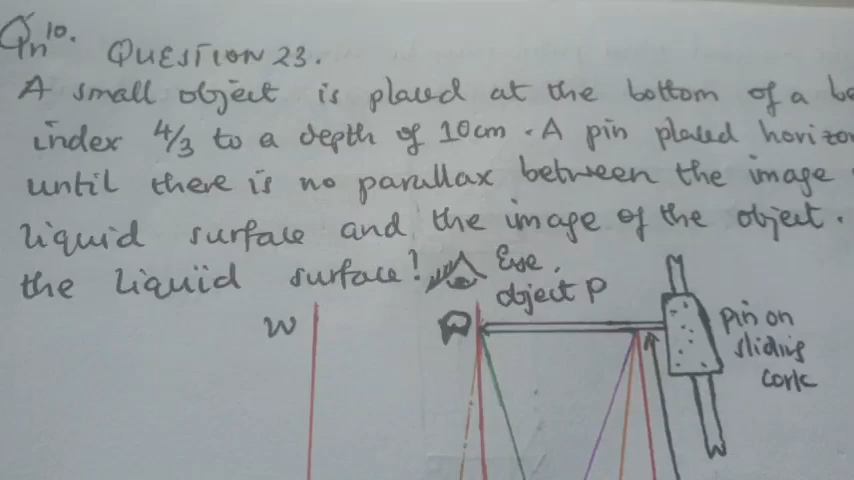 Qn 10. QUESTION 23.
A small object is placed at the bottom of a
index 4/3 to a depth of 10cm. A pin placed
until there is no parallax between the image
liquid surface and the image of the object.
the liquid surface?
Eye.
object P
W
P
pin on
sliding
cork